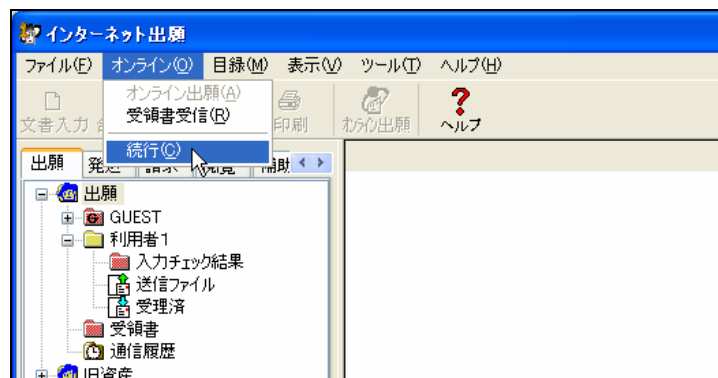 インターネット出願
ファイル(F) オンライン(O) 目録(M) 表示(V) ツール(T) ヘルプ(H)
オンライン出願(A)
受領書受信(R)
続行(C)
文書入力 印刷 オンライン出願 ヘルプ
出願 発送 請求 閲覧 補助
出願
GUEST
利用者1
入力チェック結果
送信ファイル
受理済
受領書
通信履歴
旧資産